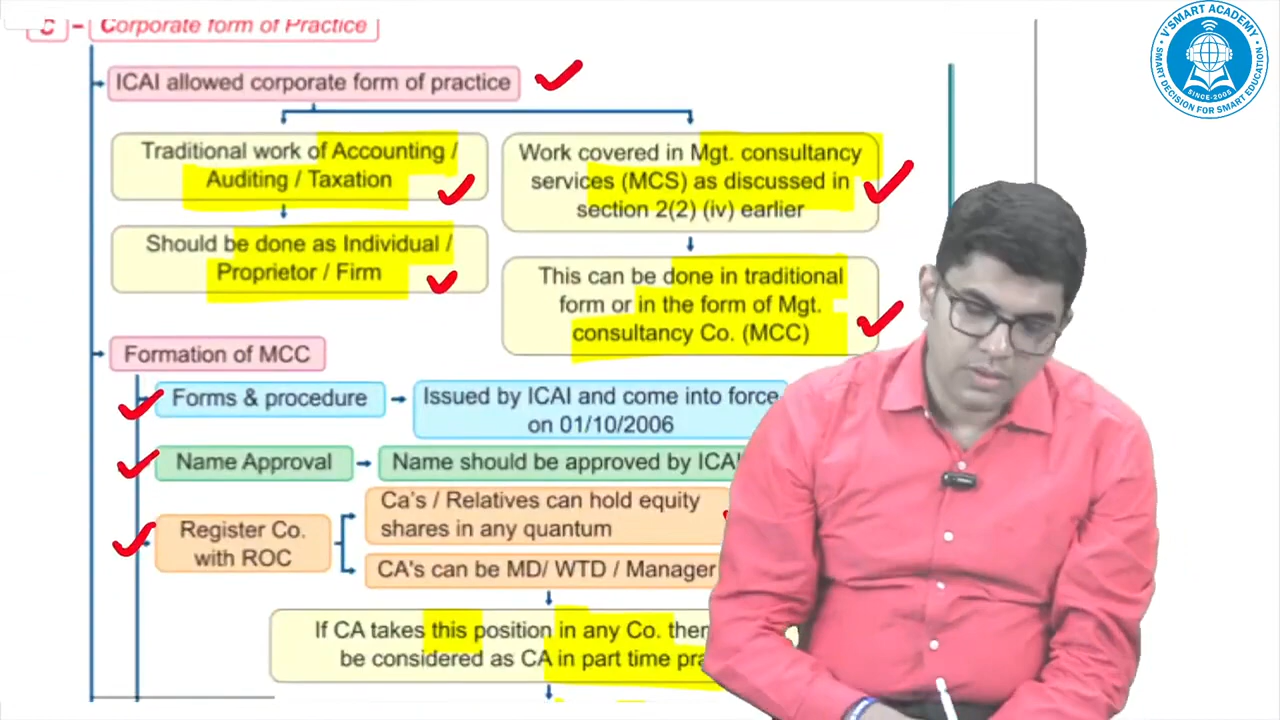 C – Corporate form of Practice
ICAI allowed corporate form of practice
Traditional work of Accounting /
Auditing / Taxation
Work covered in Mgt. consultancy
services (MCS) as discussed in
section 2(2) (iv) earlier
Should be done as Individual /
Proprietor / Firm
This can be done in traditional
form or in the form of Mgt.
consultancy Co. (MCC)
Formation of MCC
Forms & procedure
Issued by ICAI and come into force
on 01/10/2006
Name Approval
Name should be approved by ICAI
Register Co.
with ROC
Ca's / Relatives can hold equity
shares in any quantum
CA's can be MD/ WTD / Manager
If CA takes this position in any Co.
be considered as CA in part time
V'SMART ACADEMY
SMART DECISION FOR SMART EDUCATION
SINCE-2005